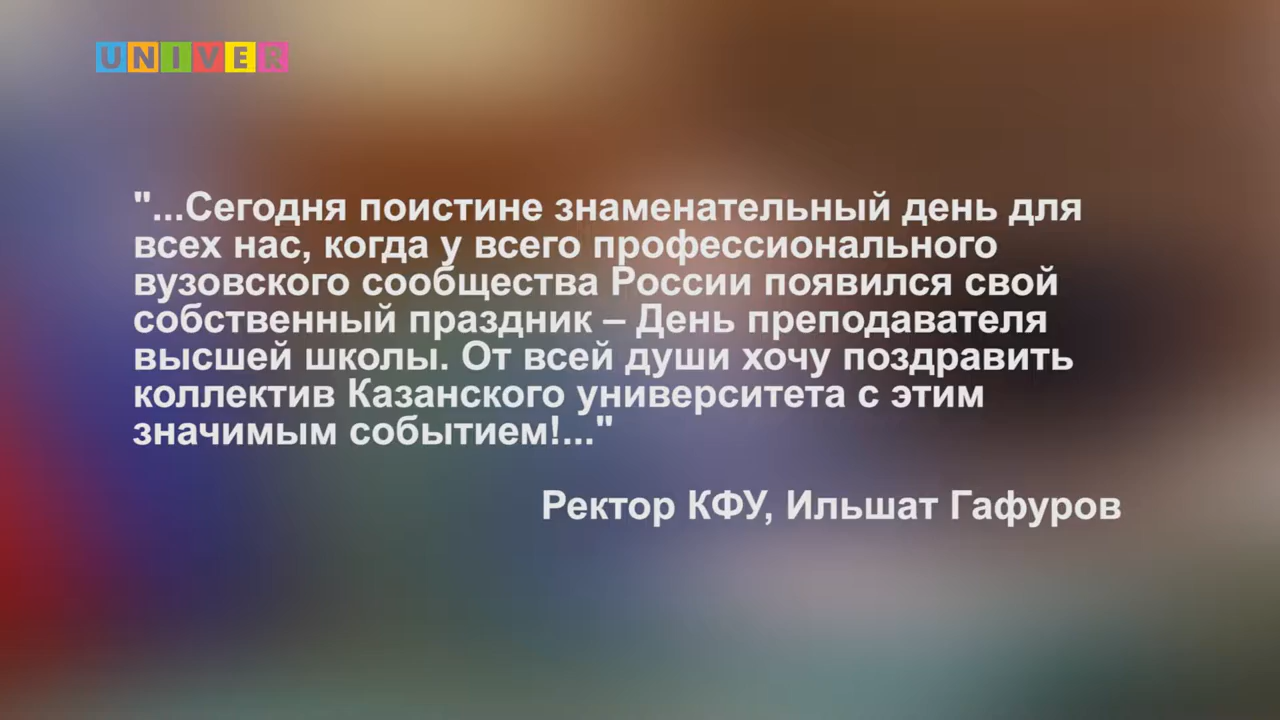 UNIVER
"...Сегодня поистине знаменательный день для
всех нас, когда у всего профессионального
вузовского сообщества России появился свой
собственный праздник – День преподавателя
высшей школы. От всей души хочу поздравить
коллектив Казанского университета с этим
значимым событием!..."
Ректор КФУ, Ильшат Гафуров